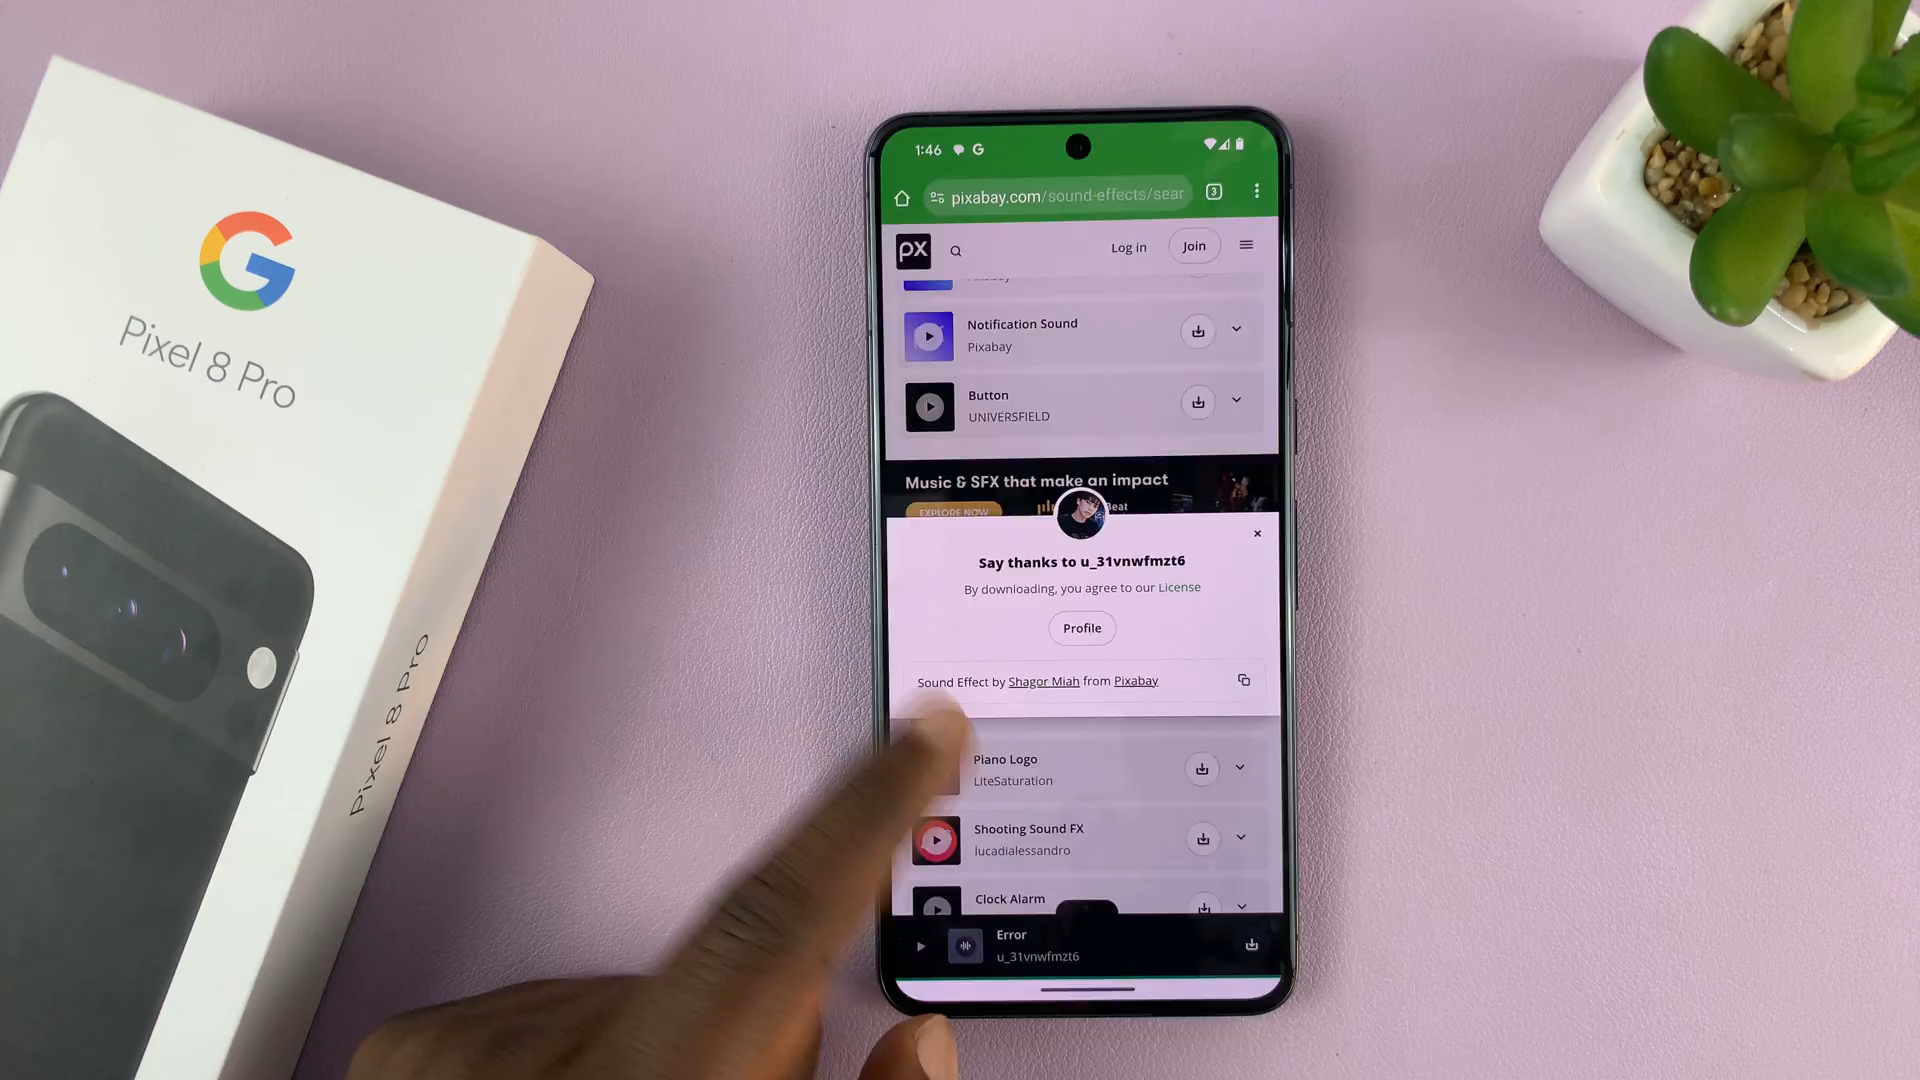 G
Pixel 8 Pro
Pixel 8 Pro
1:46 G
pixabay.com/sound-effects/sear 3
px Log in Join
Notification Sound
Pixabay
Button
UNIVERSFIELD
Music & SFX that make an impact
EXPLORE NOW Beat
Say thanks to u_31vnwfmzt6
By downloading, you agree to our License
Profile
Sound Effect by Shagor Miah from Pixabay
Piano Logo
LiteSaturation
Shooting Sound FX
lucadialessandro
Clock Alarm
Error
u_31vnwfmzt6